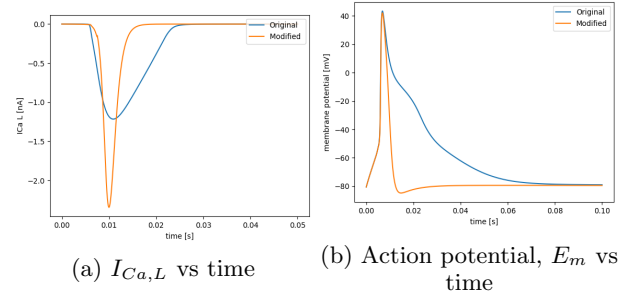 Original
Modified
0.0
−0.5
−1.0
−1.5
−2.0
ICa L [nA]
0.00
0.01
0.02
0.03
0.04
0.05
time [s]
(a) I_{Ca,L} vs time
Original
Modified
40
20
0
−20
−40
−60
−80
membrane potential [mV]
0.00
0.02
0.04
0.06
0.08
0.10
time [s]
(b) Action potential, E_m vs
time